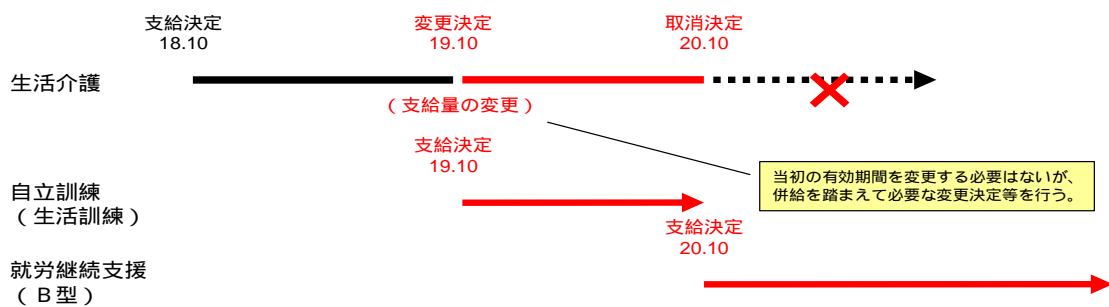 支給決定
18.10
変更決定
19.10
取消決定
20.10
生活介護
(支給量の変更)
支給決定
19.10
当初の有効期間を変更する必要はないが、
併給を踏まえて必要な変更決定等を行う。
自立訓練
(生活訓練)
支給決定
20.10
就労継続支援
(B型)